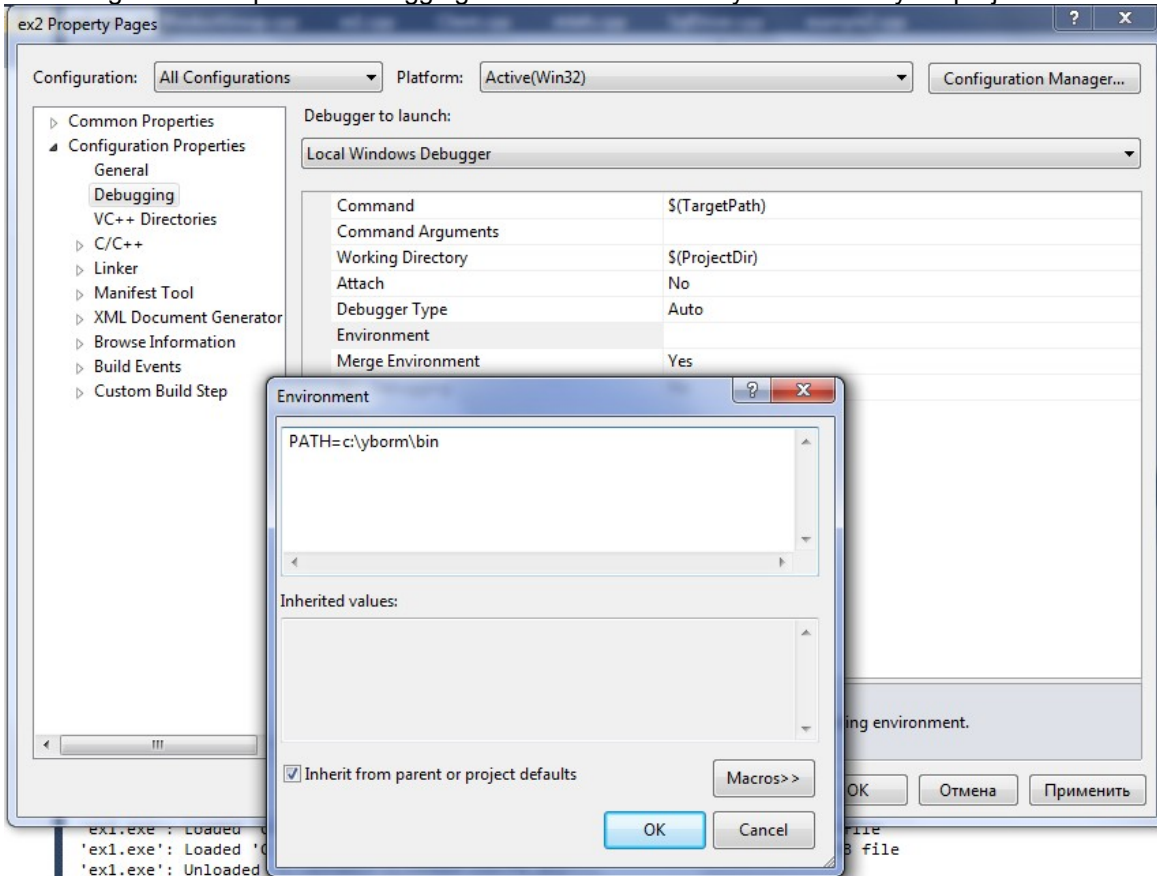 ex2 Property Pages
Configuration: All Configurations Platform: Active(Win32) Configuration Manager...
Common Properties
Configuration Properties
General
Debugging
VC++ Directories
C/C++
Linker
Manifest Tool
XML Document Generator
Browse Information
Build Events
Custom Build Step
Debugger to launch:
Local Windows Debugger
Command $(TargetPath)
Command Arguments
Working Directory $(ProjectDir)
Attach No
Debugger Type Auto
Environment
Merge Environment Yes
Environment
PATH=c:\yborm\bin
Inherited values:
Inherit from parent or project defaults
Macros>>
OK Cancel
ing environment.
OK Отмена Применить
'ex1.exe': Loaded
'ex1.exe': Loaded file
'ex1.exe': Unloaded